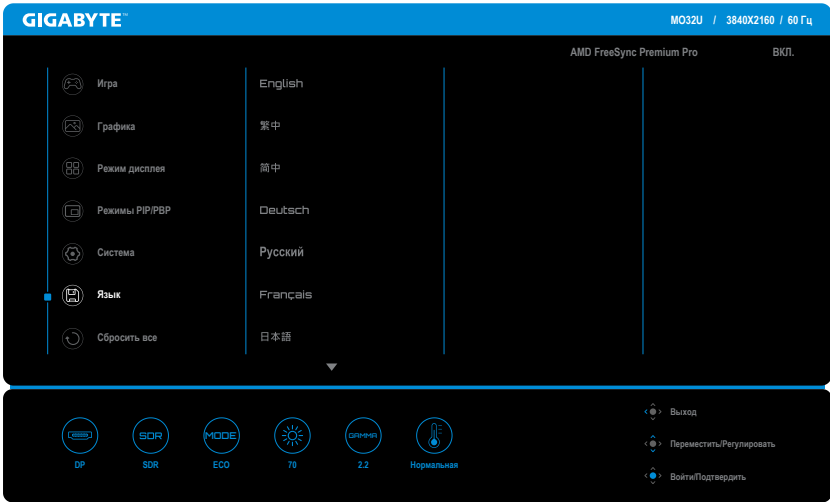 GIGABYTE™
MO32U / 3840X2160 / 60 Гц
AMD FreeSync Premium Pro ВКЛ.
Игра
Графика
Режим дисплея
Режимы PIP/PBP
Система
Язык
Сбросить все
English
繁中
简中
Deutsch
Русский
Français
日本語
Выход
Переместить/Регулировать
Войти/Подтвердить
SDR
MODE
GAMMA
DP
SDR
ECO
70
2.2
Нормальная